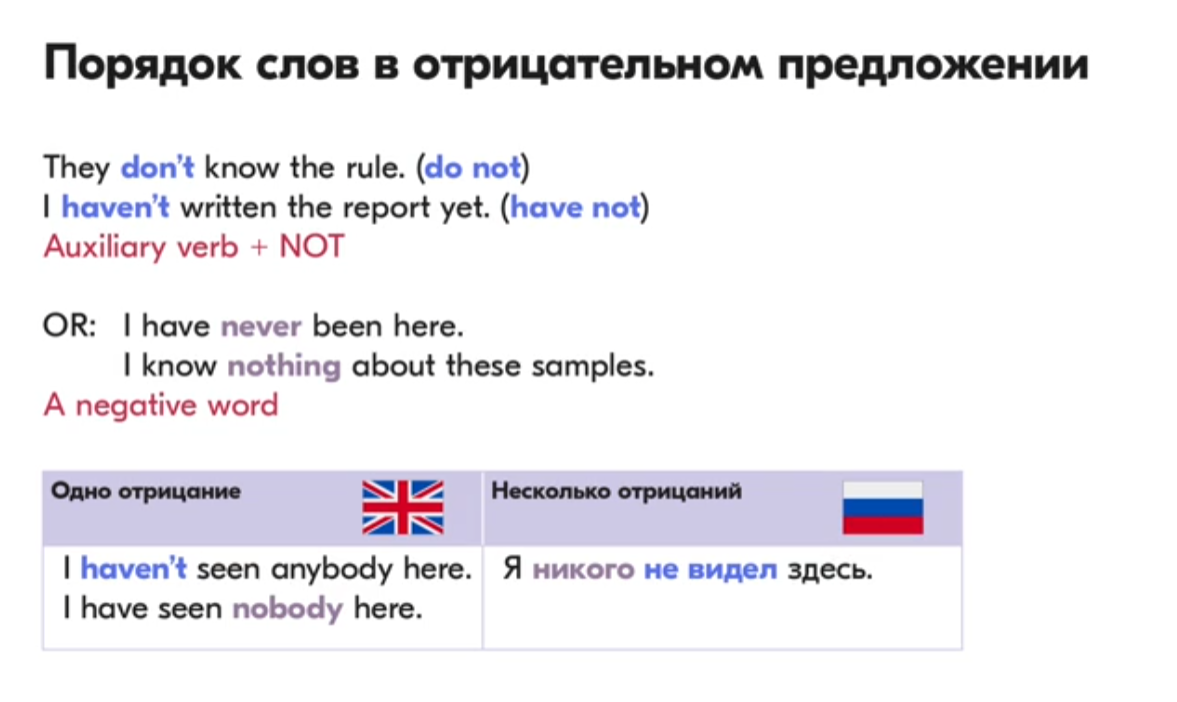 Порядок слов в отрицательном предложении
They don't know the rule. (do not)
I haven't written the report yet. (have not)
Auxiliary verb + NOT
OR: I have never been here.
I know nothing about these samples.
A negative word
Одно отрицание
Несколько отрицаний
I haven't seen anybody here.
I have seen nobody here.
Я никого не видел здесь.